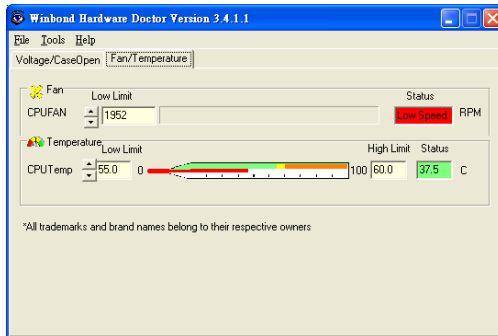 Winbond Hardware Doctor Version 3.4.1.1
File Tools Help
Voltage/CaseOpen Fan/Temperature
Fan
Low Limit Status
CPUFAN 1952 Low Speed RPM
Temperature
Low Limit High Limit Status
CPUTemp 55.0 0 100 60.0 37.5 C
*All trademarks and brand names belong to their respective owners